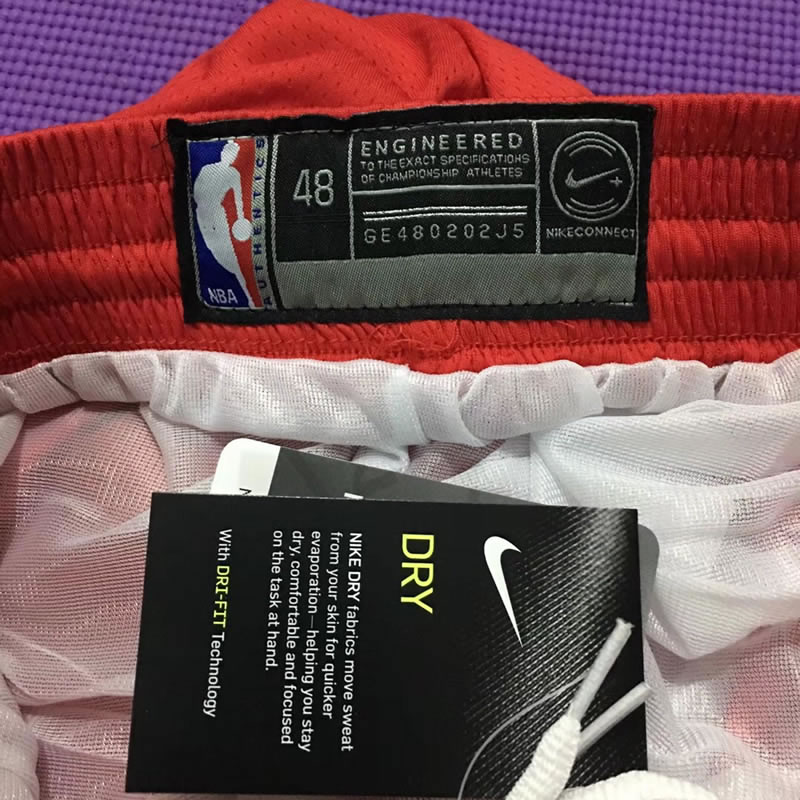 NBA
AUTHENTICS
48
ENGINEERED
TO THE EXACT SPECIFICATIONS
OF CHAMPIONSHIP ATHLETES
GE480202J5
NIKECONNECT
DRY
NIKE DRY fabrics move sweat
from your skin for quicker
evaporation—helping you stay
dry, comfortable and focused
on the task at hand.
With DRI-FIT Technology